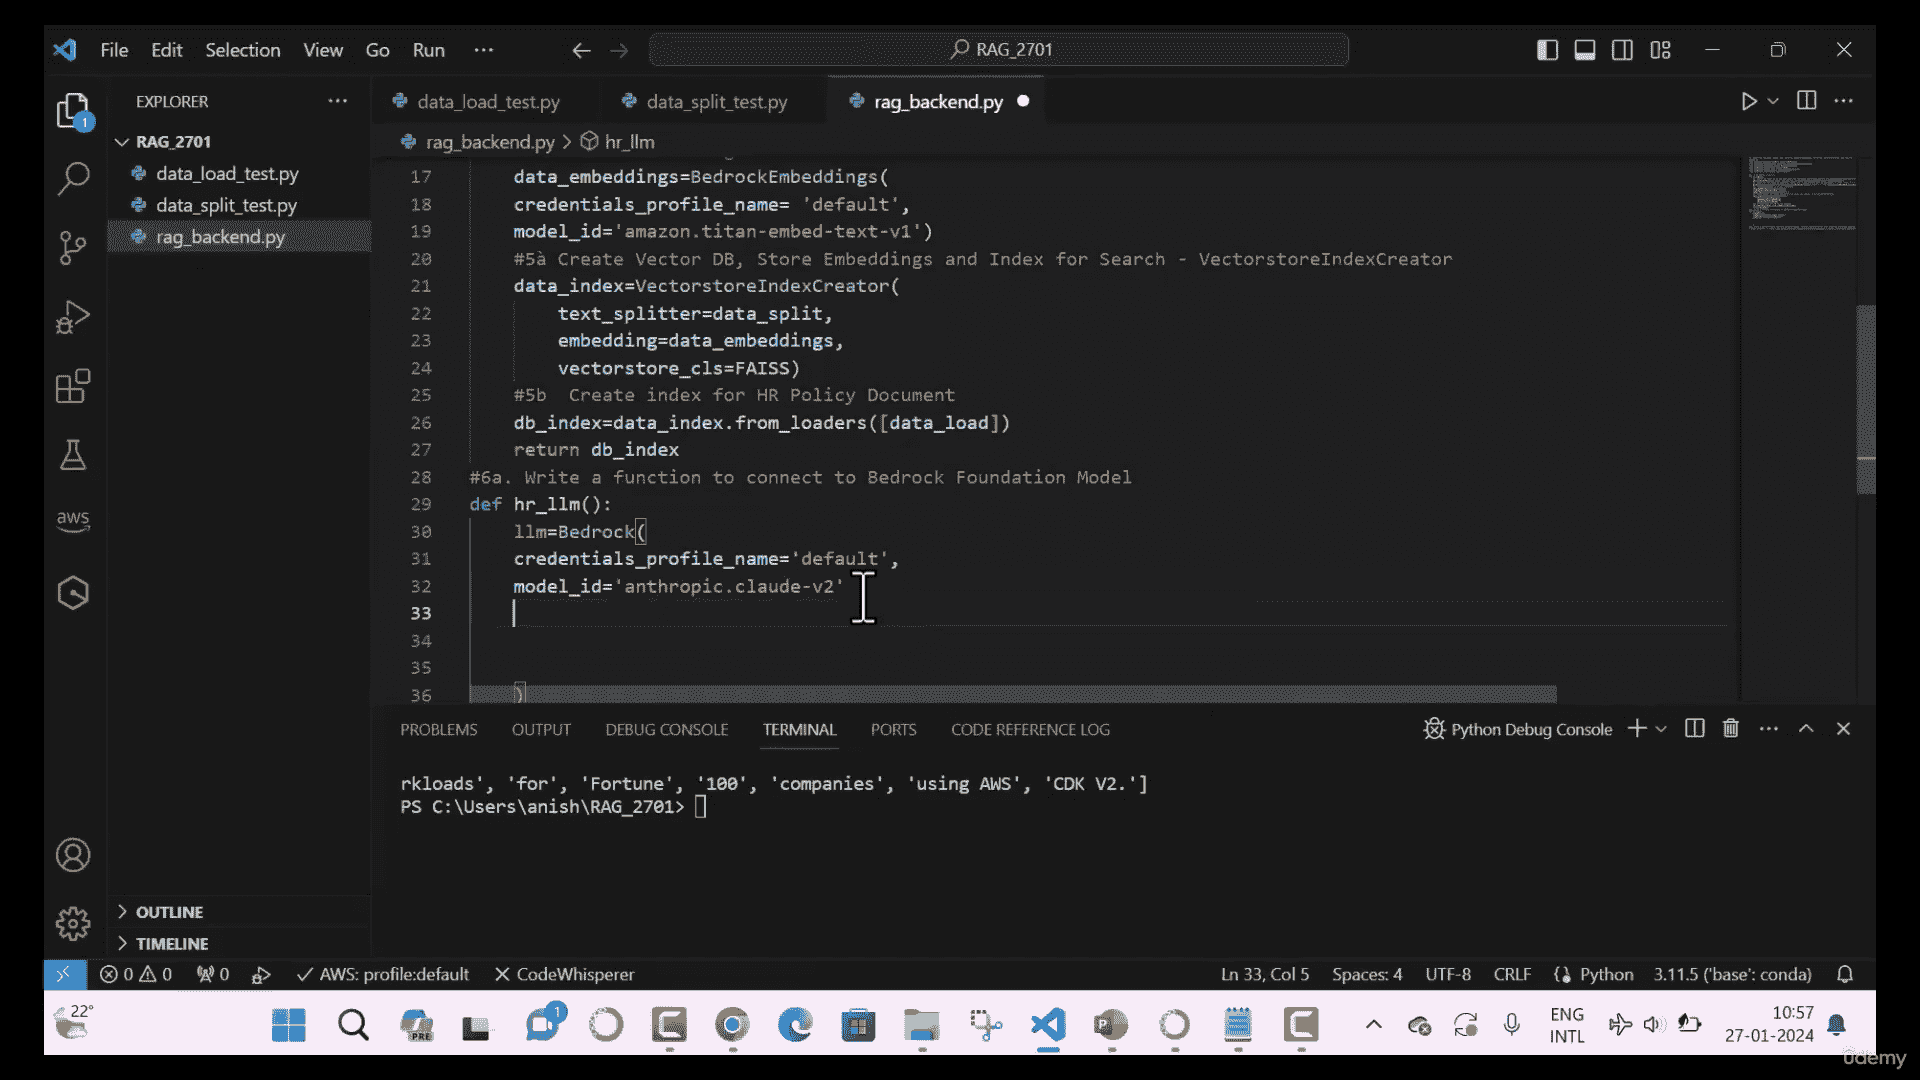 File Edit Selection View Go Run ··· RAG_2701
EXPLORER ···
RAG_2701
data_load_test.py
data_split_test.py
rag_backend.py
OUTLINE
TIMELINE
data_load_test.py data_split_test.py rag_backend.py
rag_backend.py > hr_llm
17 data_embeddings=BedrockEmbeddings(
18 credentials_profile_name= 'default',
19 model_id='amazon.titan-embed-text-v1')
20 #5à Create Vector DB, Store Embeddings and Index for Search - VectorstoreIndexCreator
21 data_index=VectorstoreIndexCreator(
22 text_splitter=data_split,
23 embedding=data_embeddings,
24 vectorstore_cls=FAISS)
25 #5b  Create index for HR Policy Document
26 db_index=data_index.from_loaders([data_load])
27 return db_index
28 #6a. Write a function to connect to Bedrock Foundation Model
29 def hr_llm():
30 llm=Bedrock(
31 credentials_profile_name='default',
32 model_id='anthropic.claude-v2'
33
34
35
36 )
PROBLEMS OUTPUT DEBUG CONSOLE TERMINAL PORTS CODE REFERENCE LOG Python Debug Console
rkloads', 'for', 'Fortune', '100', 'companies', 'using AWS', 'CDK V2.']
PS C:\Users\anish\RAG_2701>
0 0 0 AWS: profile:default CodeWhisperer Ln 33, Col 5 Spaces: 4 UTF-8 CRLF Python 3.11.5 ('base': conda)
22° PRE 1 ENG INTL 10:57
27-01-2024
aws
1
udemy